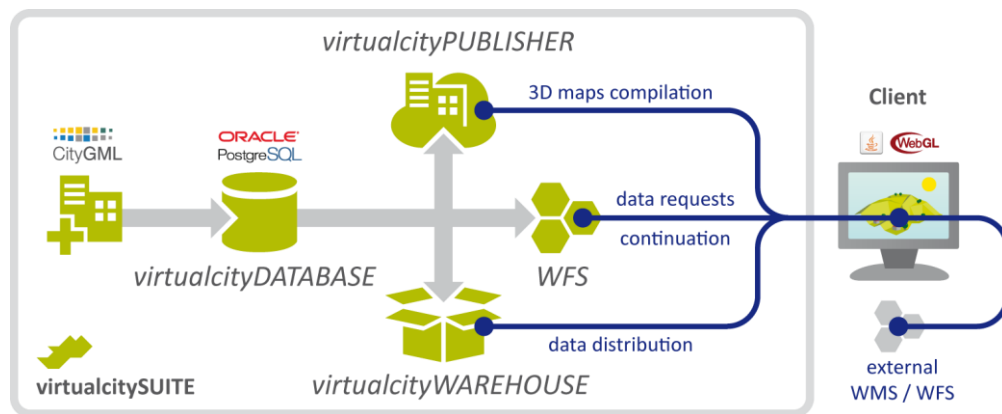 virtualcityPUBLISHER
3D maps compilation
Client
CityGML
ORACLE®
PostgreSQL
WebGL
data requests
continuation
virtualcityDATABASE
WFS
data distribution
virtualcitySUITE
virtualcityWAREHOUSE
external
WMS / WFS